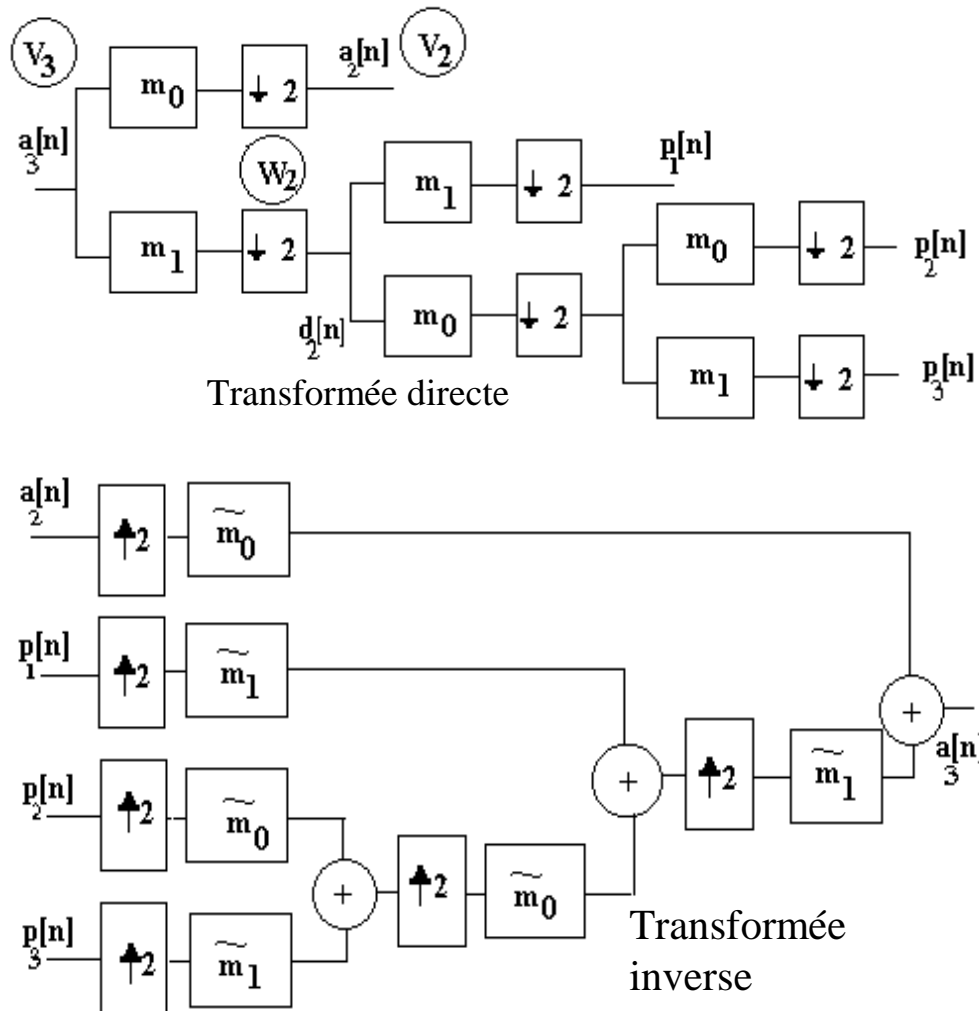 V3
a3[n]
m0
↓ 2
a2[n]
V2
W2
m1
↓ 2
d2[n]
m1
↓ 2
p1[n]
m0
↓ 2
m0
↓ 2
p2[n]
m1
↓ 2
p3[n]
Transformée directe
a2[n]
↑2
m̃0
p1[n]
↑2
m̃1
+
↑2
m̃1
+
a3[n]
p2[n]
↑2
m̃0
+
↑2
m̃0
p3[n]
↑2
m̃1
Transformée
inverse